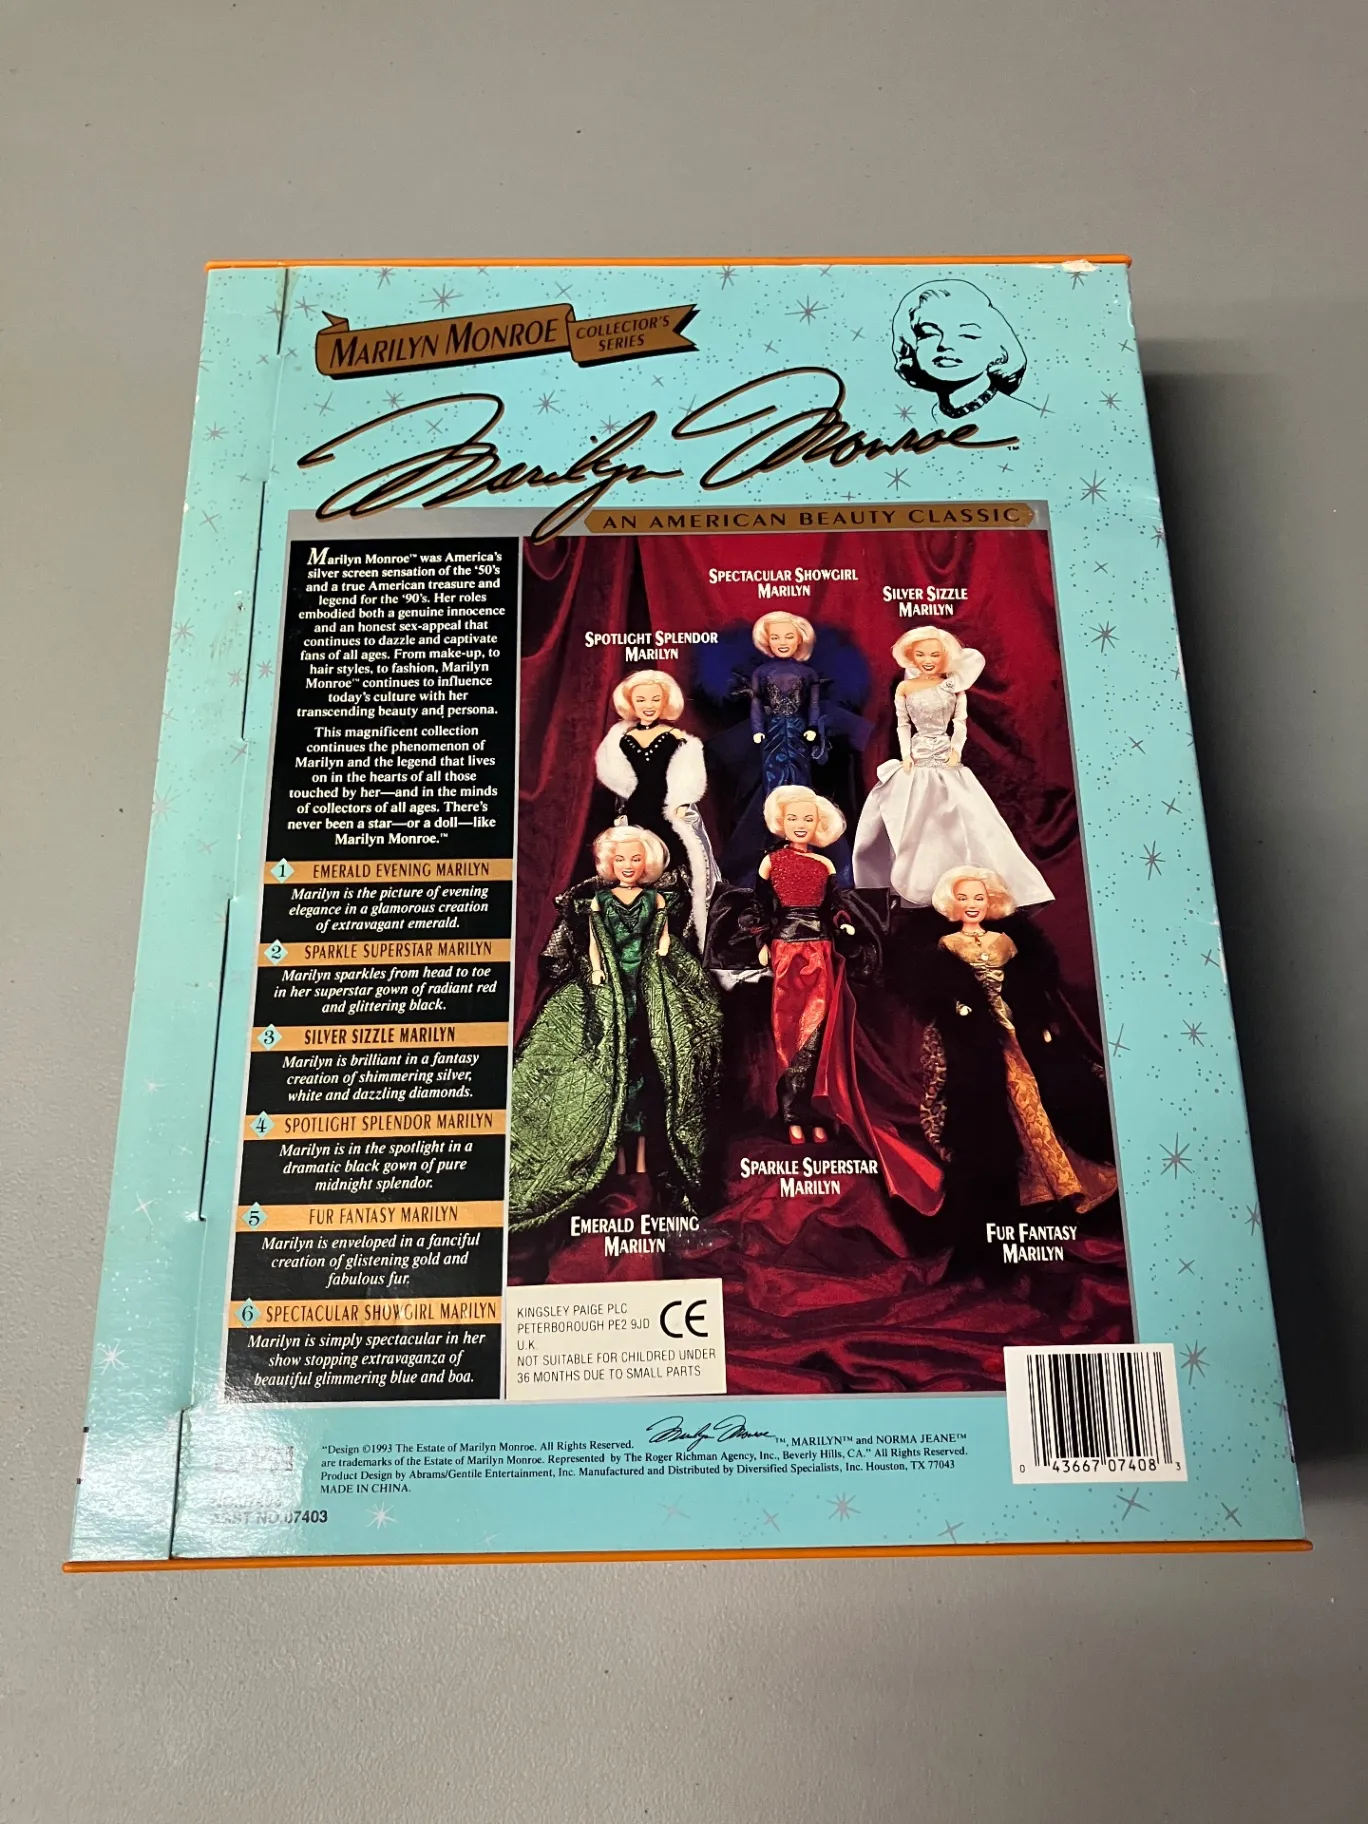 MARILYN MONROE
COLLECTOR'S
SERIES
Marilyn Monroe™
AN AMERICAN BEAUTY CLASSIC
Marilyn Monroe™ was America's
silver screen sensation of the '50's
and a true American treasure and
legend for the '90's. Her roles
embodied both a genuine innocence
and an honest sex-appeal that
continues to dazzle and captivate
fans of all ages. From make-up, to
hair styles, to fashion, Marilyn
Monroe™ continues to influence
today's culture with her
transcending beauty and persona.
This magnificent collection
continues the phenomenon of
Marilyn and the legend that lives
on in the hearts of all those
touched by her—and in the minds
of collectors of all ages. There's
never been a star—or a doll—like
Marilyn Monroe.™
1 EMERALD EVENING MARILYN
Marilyn is the picture of evening
elegance in a glamorous creation
of extravagant emerald.
2 SPARKLE SUPERSTAR MARILYN
Marilyn sparkles from head to toe
in her superstar gown of radiant red
and glittering black.
3 SILVER SIZZLE MARILYN
Marilyn is brilliant in a fantasy
creation of shimmering silver,
white and dazzling diamonds.
4 SPOTLIGHT SPLENDOR MARILYN
Marilyn is in the spotlight in a
dramatic black gown of pure
midnight splendor.
5 FUR FANTASY MARILYN
Marilyn is enveloped in a fanciful
creation of glistening gold and
fabulous fur.
6 SPECTACULAR SHOWGIRL MARILYN
Marilyn is simply spectacular in her
show stopping extravaganza of
beautiful glimmering blue and boa.
SPECTACULAR SHOWGIRL
MARILYN
SILVER SIZZLE
MARILYN
SPOTLIGHT SPLENDOR
MARILYN
SPARKLE SUPERSTAR
MARILYN
EMERALD EVENING
MARILYN
FUR FANTASY
MARILYN
KINGSLEY PAIGE PLC
PETERBOROUGH PE2 9JD
U.K.
CE
NOT SUITABLE FOR CHILDRED UNDER
36 MONTHS DUE TO SMALL PARTS
0 43667 07408 3
"Design ©1993 The Estate of Marilyn Monroe. All Rights Reserved. Marilyn Monroe™, MARILYN™ and NORMA JEANE™
are trademarks of the Estate of Marilyn Monroe. Represented by The Roger Richman Agency, Inc., Beverly Hills, CA." All Rights Reserved.
Product Design by Abrams/Gentile Entertainment, Inc. Manufactured and Distributed by Diversified Specialists, Inc. Houston, TX 77043
MADE IN CHINA.
ASST NO 07403